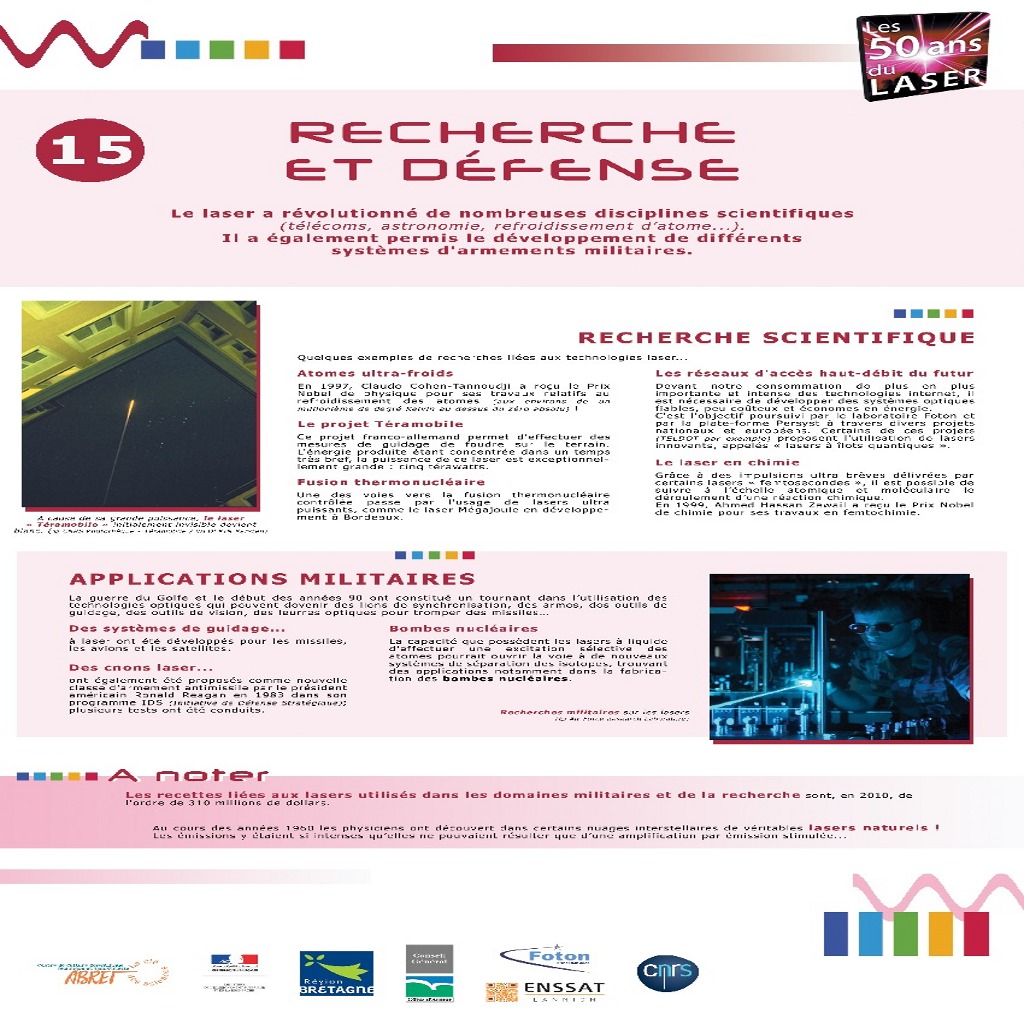 Les
50 ans
du
LASER
15
RECHERCHE
ET DÉFENSE
Le laser a révolutionné de nombreuses disciplines scientifiques
(télécoms, astronomie, refroidissement d'atome...).
Il a également permis le développement de différents
systèmes d'armements militaires.
À cause de sa grande puissance, le laser
« Téramobile » initialement invisible devient
blanc.
RECHERCHE SCIENTIFIQUE
Quelques exemples de recherches liées aux technologies laser...
Atomes ultra-froids
En 1997, Claude Cohen-Tannoudji a reçu le Prix
Nobel de physique pour ses travaux relatifs au
refroidissement des atomes (aux environs de un
millionième de degré Kelvin au dessus du zéro absolu) !
Le projet Téramobile
Ce projet franco-allemand permet d'effectuer des
mesures de guidage de foudre sur le terrain.
L'énergie produite étant concentrée dans un temps
très bref, la puissance de ce laser est exceptionnel-
lement grande : cinq térawatts.
Fusion thermonucléaire
Une des voies vers la fusion thermonucléaire
contrôlée passe par l'usage de lasers ultra
puissants, comme le laser Mégajoule en développe-
ment à Bordeaux.
Les réseaux d'accès haut-débit du futur
Devant notre consommation de plus en plus
importante et intense des technologies Internet, il
est nécessaire de développer des systèmes optiques
fiables, peu coûteux et économes en énergie.
C'est l'objectif poursuivi par le laboratoire Foton et
par la plate-forme Persyst à travers divers projets
nationaux et européens. Certains de ces projets
(TELDOT par exemple) proposent l'utilisation de lasers
innovants, appelés « lasers à îlots quantiques ».
Le laser en chimie
Grâce à des impulsions ultra brèves délivrées par
certains lasers « femtosecondes », il est possible de
suivre à l'échelle atomique et moléculaire le
déroulement d'une réaction chimique.
En 1999, Ahmed Hassan Zewail a reçu le Prix Nobel
de chimie pour ses travaux en femtochimie.
APPLICATIONS MILITAIRES
La guerre du Golfe et le début des années 90 ont constitué un tournant dans l'utilisation des
technologies optiques qui peuvent devenir des liens de synchronisation, des armes, des outils de
guidage, des outils de vision, des leurres optiques pour tromper des missiles...
Des systèmes de guidage...
à laser ont été développés pour les missiles,
les avions et les satellites.
Des cnons laser...
ont également été proposés comme nouvelle
classe d'armement antimissile par le président
américain Ronald Reagan en 1983 dans son
programme IDS (Initiative de Défense Stratégique);
plusieurs tests ont été conduits.
Bombes nucléaires
La capacité que possèdent les lasers à liquide
d'effectuer une excitation sélective des
atomes pourrait ouvrir la voie à de nouveaux
systèmes de séparation des isotopes, trouvant
des applications notamment dans la fabrica-
tion des bombes nucléaires.
Recherches militaires sur les lasers
(© Air Force Research Laboratory)
A noter
Les recettes liées aux lasers utilisés dans les domaines militaires et de la recherche sont, en 2010, de
l'ordre de 310 millions de dollars.
Au cours des années 1960 les physiciens ont découvert dans certains nuages interstellaires de véritables lasers naturels !
Les émissions y étaient si intenses qu'elles ne pouvaient résulter que d'une amplification par émission stimulée...
ABRET
Région
BRETAGNE
Conseil
Général
Foton
ENSSAT
LANNION
cnrs